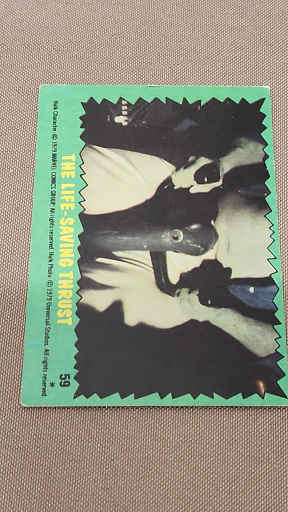 THE LIFE-SAVING THRUST
Hulk Character: © 1979 MARVEL COMICS GROUP. All rights reserved. Hulk Photo: © 1979 Universal Studios. All rights reserved.
59
*